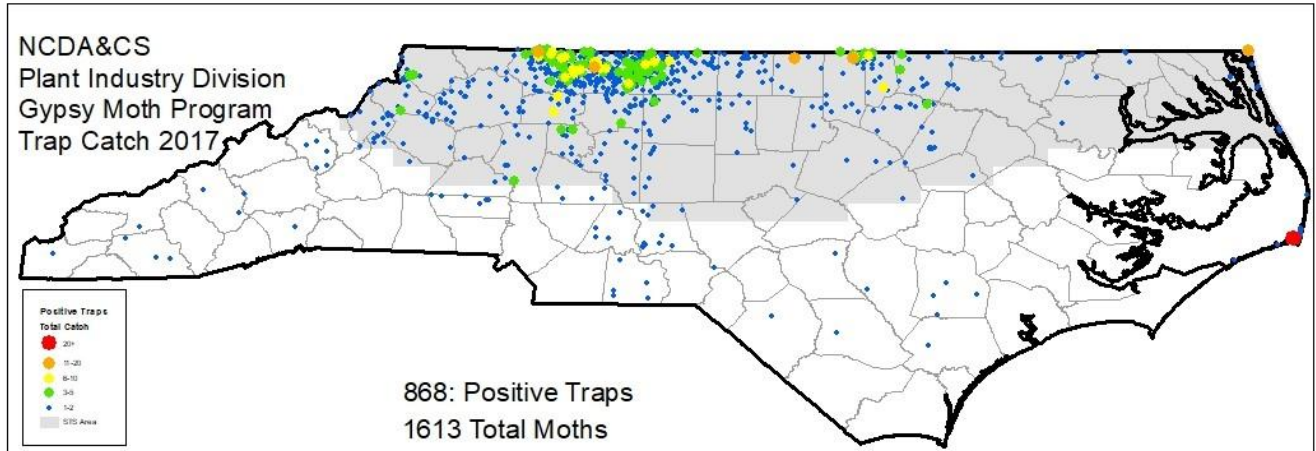 NCDA&CS
Plant Industry Division
Gypsy Moth Program
Trap Catch 2017
Positive Traps
Total Catch
20+
11-20
6-10
3-5
1-2
STS Area
868: Positive Traps
1613 Total Moths